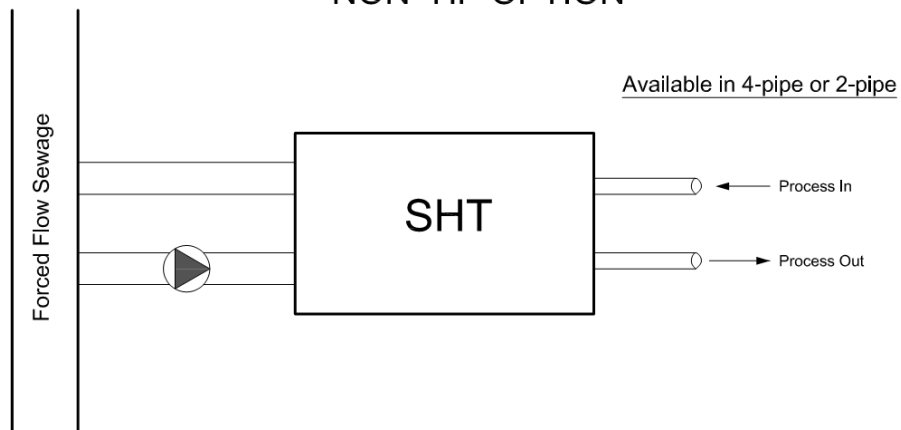 Available in 4-pipe or 2-pipe
Forced Flow Sewage
SHT
Process In
Process Out